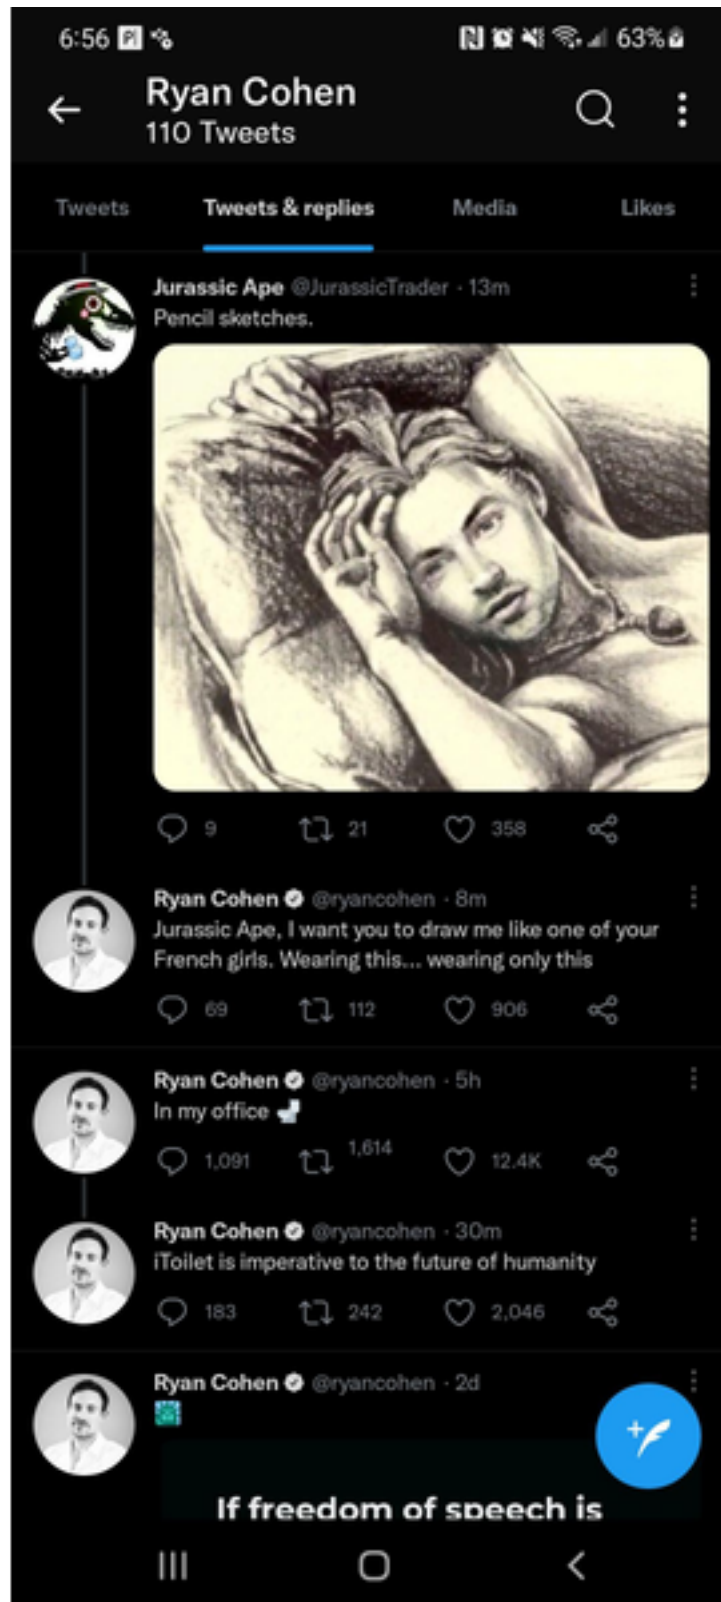 6:56 63%
Ryan Cohen
110 Tweets
Tweets Tweets & replies Media Likes
Jurassic Ape @JurassicTrader · 13m
Pencil sketches.
9 21 358
Ryan Cohen @ryancohen · 8m
Jurassic Ape, I want you to draw me like one of your
French girls. Wearing this... wearing only this
69 112 906
Ryan Cohen @ryancohen · 5h
In my office 🚽
1,091 1,614 12.4K
Ryan Cohen @ryancohen · 30m
iToilet is imperative to the future of humanity
183 242 2,046
Ryan Cohen @ryancohen · 2d
If freedom of speech is